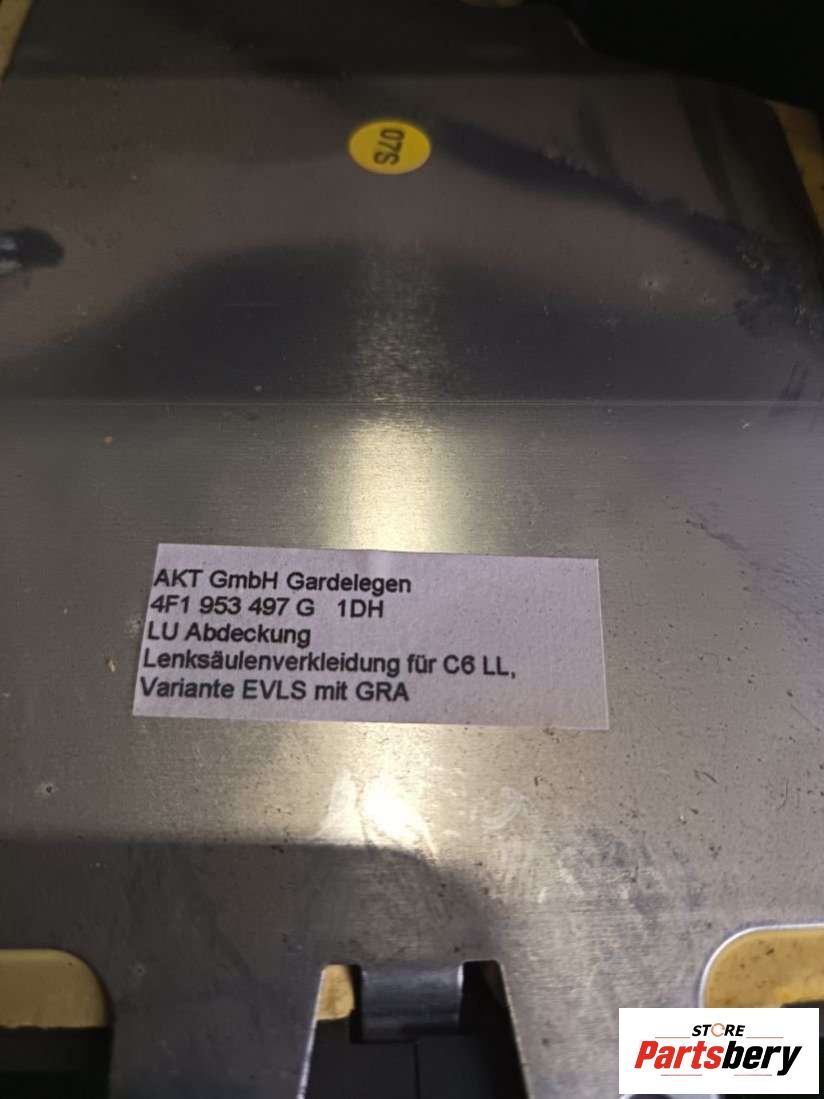 07S
AKT GmbH Gardelegen
4F1 953 497 G 1DH
LU Abdeckung
Lenksäulenverkleidung für C6 LL,
Variante EVLS mit GRA
STORE
Partsbery